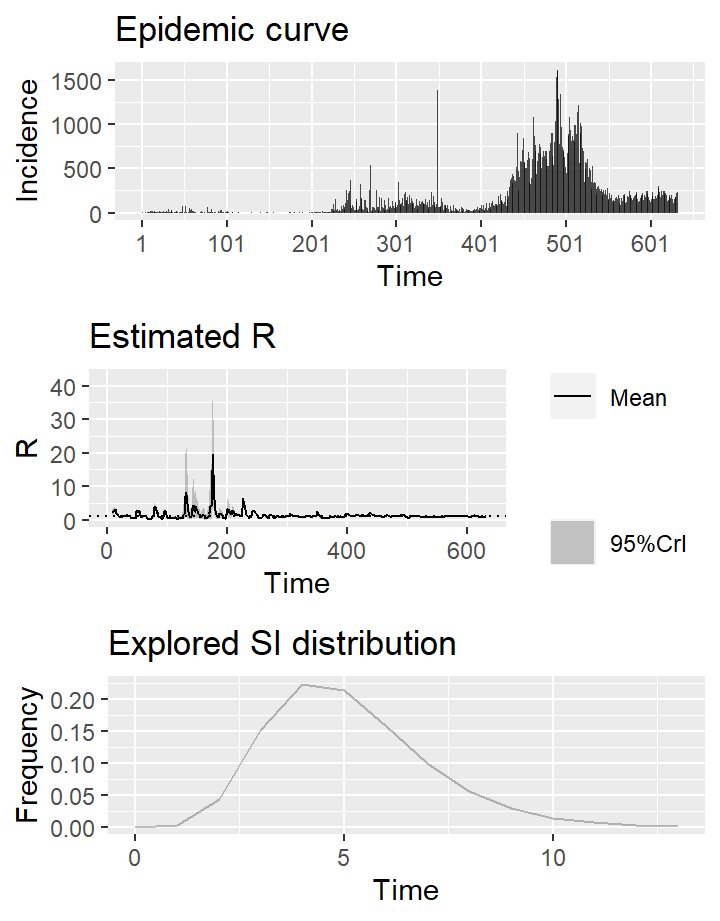 Epidemic curve
Incidence
1500
1000
500
0
1 101 201 301 401 501 601
Time
Estimated R
R
40
30
20
10
0
0 200 400 600
Time
Mean
95%CrI
Explored SI distribution
Frequency
0.20
0.15
0.10
0.05
0.00
0 5 10
Time